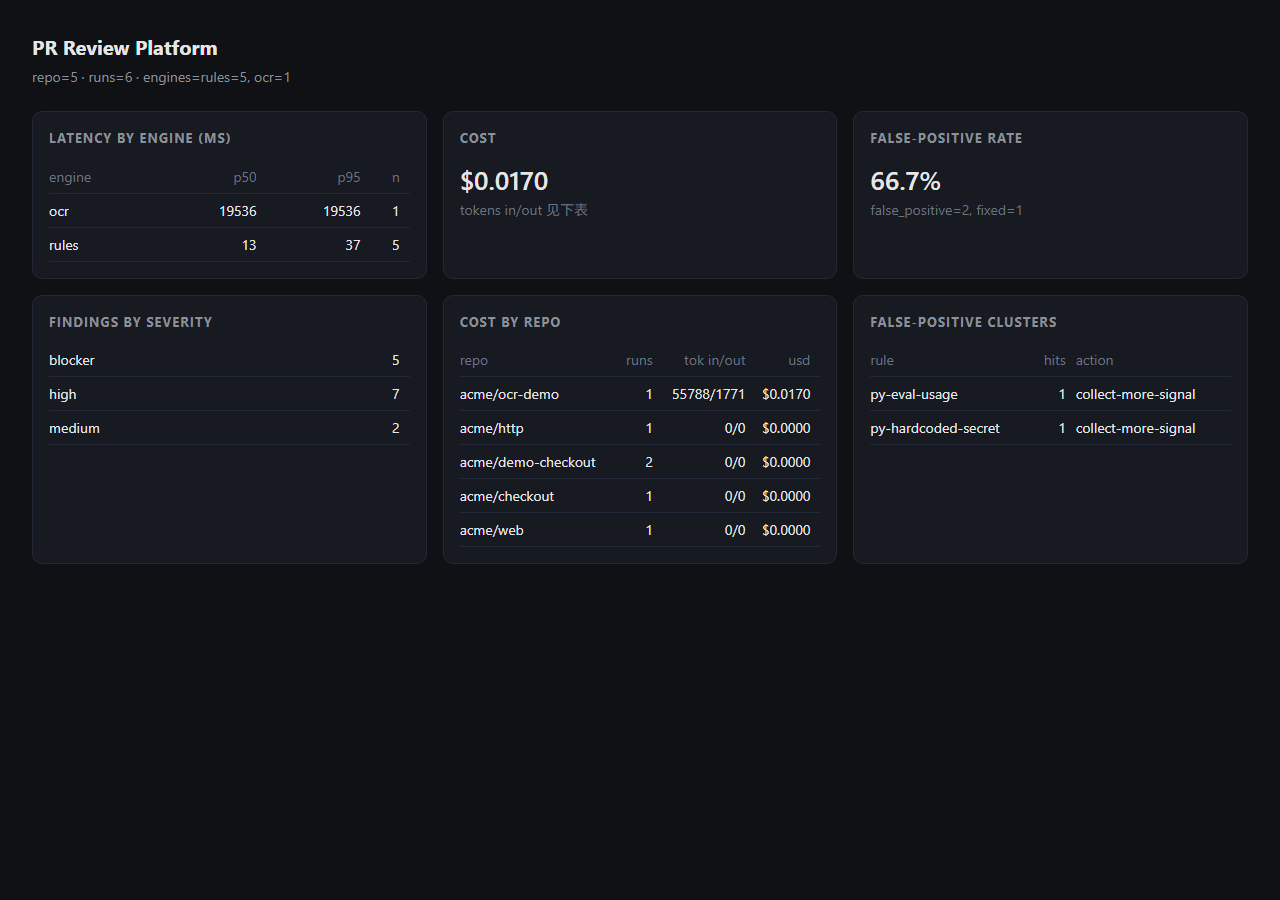 PR Review Platform
repo=5 · runs=6 · engines=rules=5, ocr=1
LATENCY BY ENGINE (MS)
engine p50 p95 n
ocr 19536 19536 1
rules 13 37 5
COST
$0.0170
tokens in/out 见下表
FALSE-POSITIVE RATE
66.7%
false_positive=2, fixed=1
FINDINGS BY SEVERITY
blocker 5
high 7
medium 2
COST BY REPO
repo runs tok in/out usd
acme/ocr-demo 1 55788/1771 $0.0170
acme/http 1 0/0 $0.0000
acme/demo-checkout 2 0/0 $0.0000
acme/checkout 1 0/0 $0.0000
acme/web 1 0/0 $0.0000
FALSE-POSITIVE CLUSTERS
rule hits action
py-eval-usage 1 collect-more-signal
py-hardcoded-secret 1 collect-more-signal